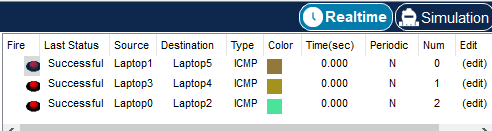 Realtime Simulation
Fire Last Status Source Destination Type Color Time(sec) Periodic Num Edit
Successful Laptop1 Laptop5 ICMP 0.000 N 0 (edit)
Successful Laptop3 Laptop4 ICMP 0.000 N 1 (edit)
Successful Laptop0 Laptop2 ICMP 0.000 N 2 (edit)